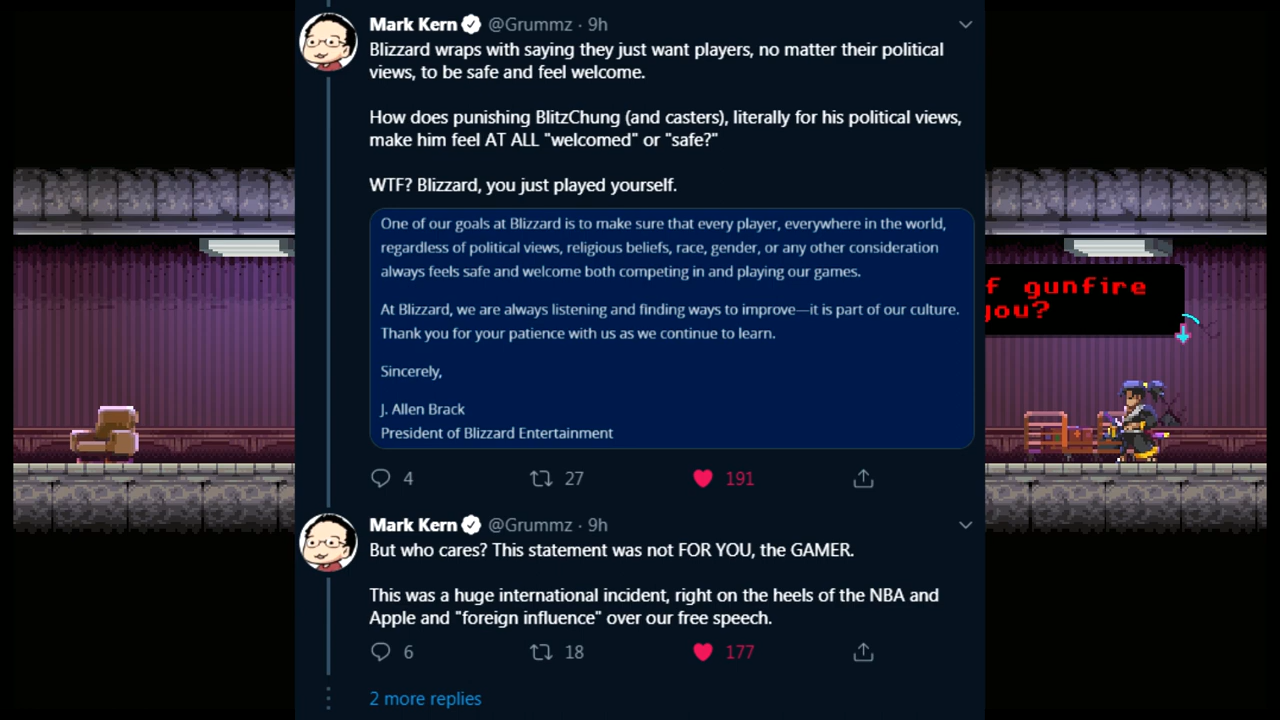 Mark Kern @Grummz · 9h
Blizzard wraps with saying they just want players, no matter their political
views, to be safe and feel welcome.
How does punishing BlitzChung (and casters), literally for his political views,
make him feel AT ALL "welcomed" or "safe?"
WTF? Blizzard, you just played yourself.
One of our goals at Blizzard is to make sure that every player, everywhere in the world,
regardless of political views, religious beliefs, race, gender, or any other consideration
always feels safe and welcome both competing in and playing our games.
At Blizzard, we are always listening and finding ways to improve—it is part of our culture.
Thank you for your patience with us as we continue to learn.
Sincerely,
J. Allen Brack
President of Blizzard Entertainment
4 27 191
Mark Kern @Grummz · 9h
But who cares? This statement was not FOR YOU, the GAMER.
This was a huge international incident, right on the heels of the NBA and
Apple and "foreign influence" over our free speech.
6 18 177
2 more replies
f gunfire
you?